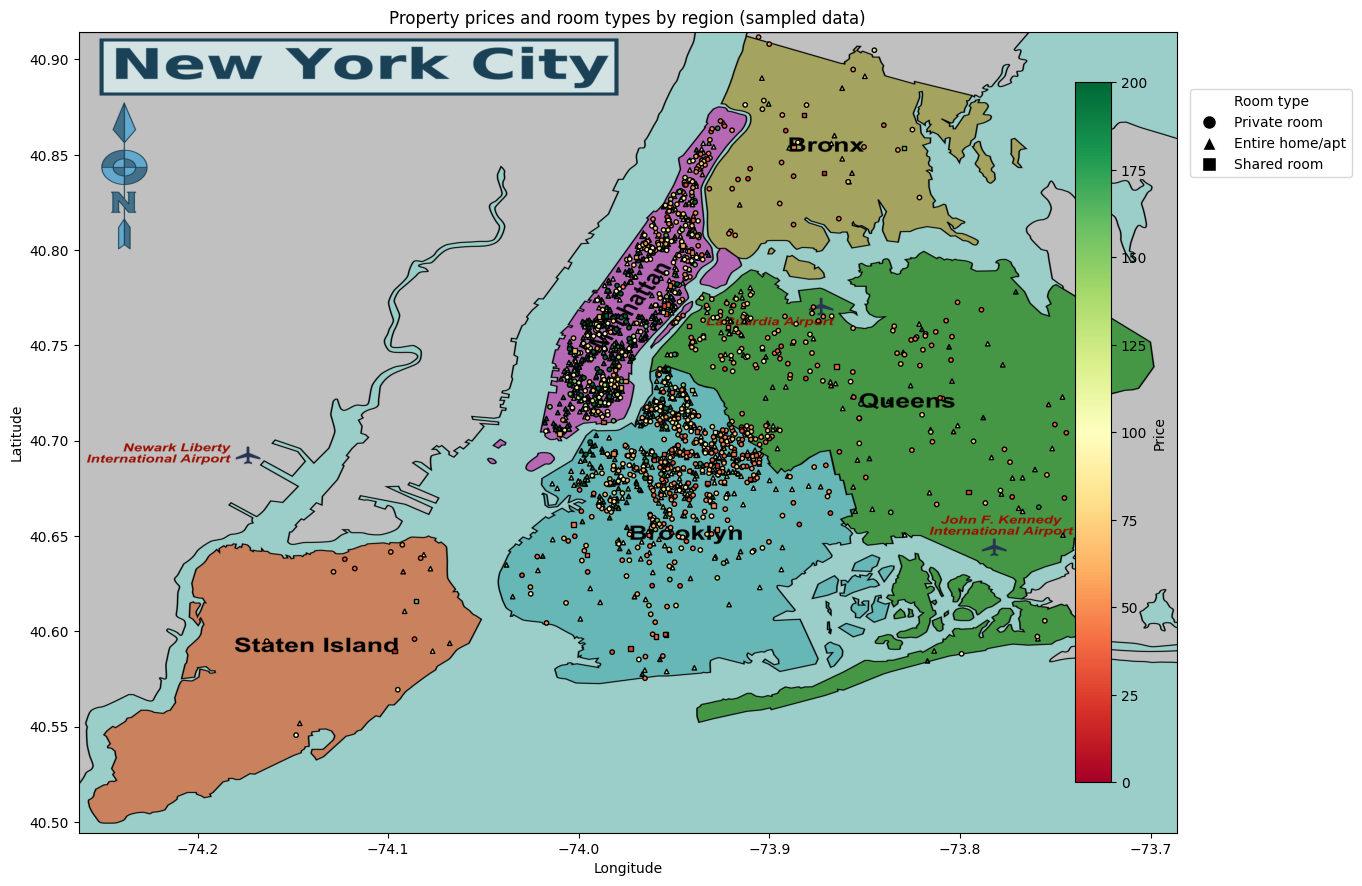 Property prices and room types by region (sampled data)
New York City
N
Bronx
Manhattan
LaGuardia Airport
Queens
Newark Liberty
International Airport
John F. Kennedy
International Airport
Brooklyn
Staten Island
Room type
Private room
Entire home/apt
Shared room
200
175
150
125
100
75
50
25
0
Price
40.90
40.85
40.80
40.75
40.70
40.65
40.60
40.55
40.50
Latitude
−74.2
−74.1
−74.0
−73.9
−73.8
−73.7
Longitude